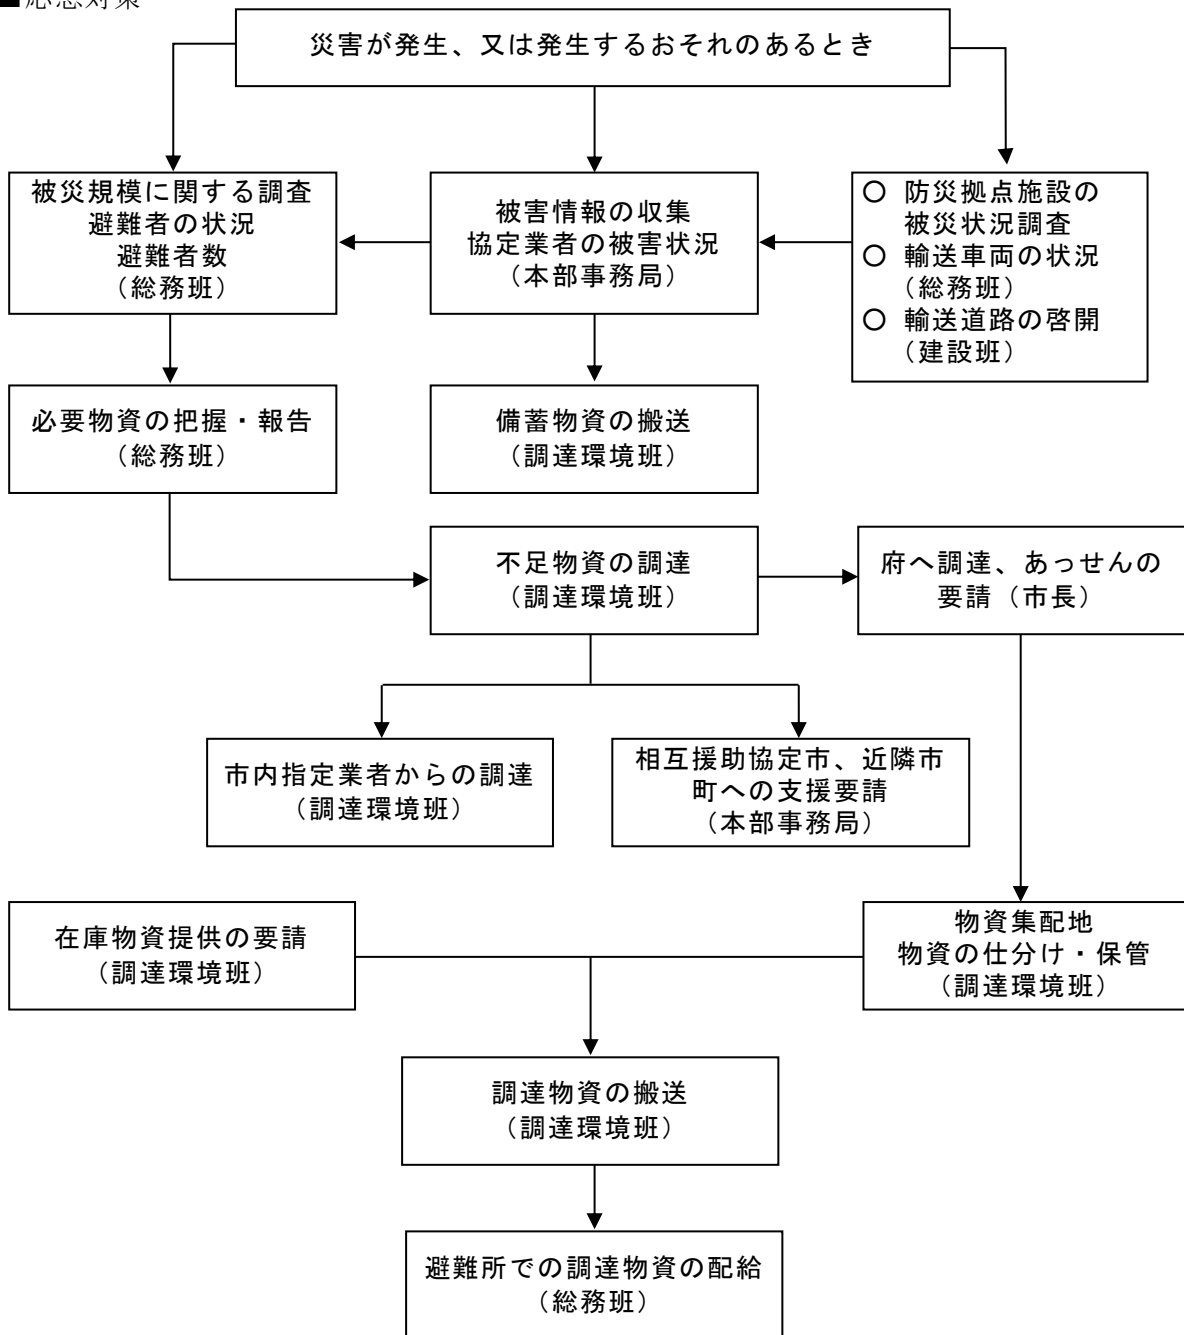 ■応急対策
災害が発生、又は発生するおそれのあるとき
被災規模に関する調査
避難者の状況
避難者数
（総務班）
被害情報の収集
協定業者の被害状況
（本部事務局）
○ 防災拠点施設の
被災状況調査
○ 輸送車両の状況
（総務班）
○ 輸送道路の啓開
（建設班）
必要物資の把握・報告
（総務班）
備蓄物資の搬送
（調達環境班）
不足物資の調達
（調達環境班）
府へ調達、あっせんの
要請（市長）
市内指定業者からの調達
（調達環境班）
相互援助協定市、近隣市
町への支援要請
（本部事務局）
在庫物資提供の要請
（調達環境班）
物資集配地
物資の仕分け・保管
（調達環境班）
調達物資の搬送
（調達環境班）
避難所での調達物資の配給
（総務班）